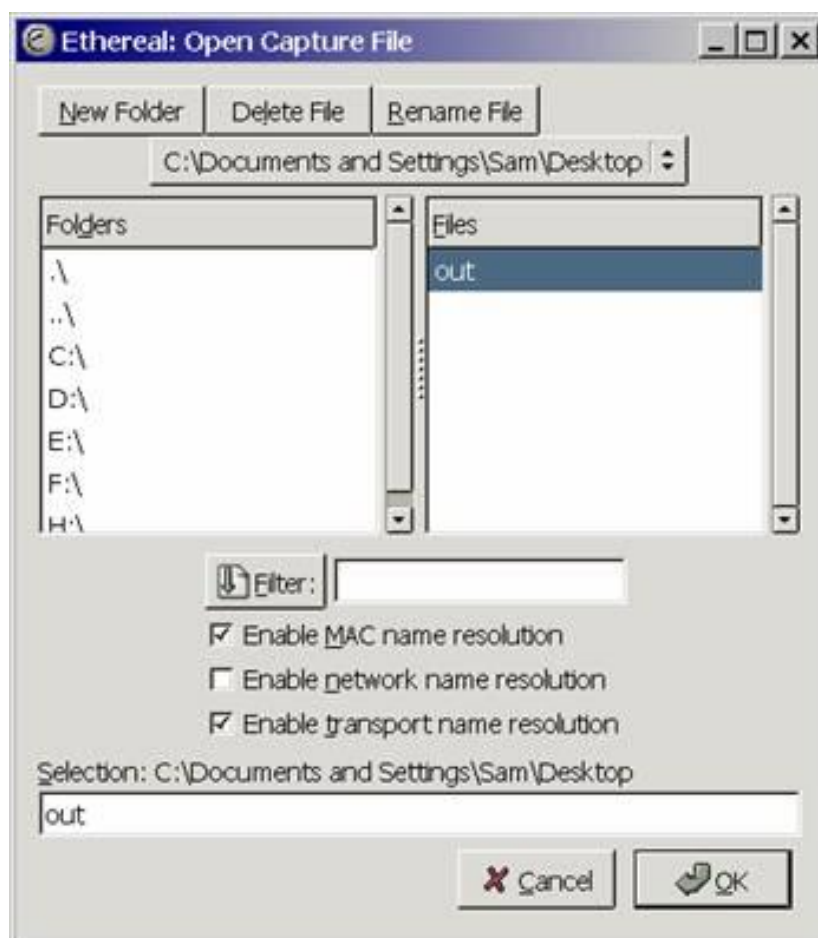 Ethereal: Open Capture File
New Folder Delete File Rename File
C:\Documents and Settings\Sam\Desktop
Folders
Files
.\
out
..\
C:\
D:\
E:\
F:\
H:\
Filter:
Enable MAC name resolution
Enable network name resolution
Enable transport name resolution
Selection: C:\Documents and Settings\Sam\Desktop
out
Cancel OK